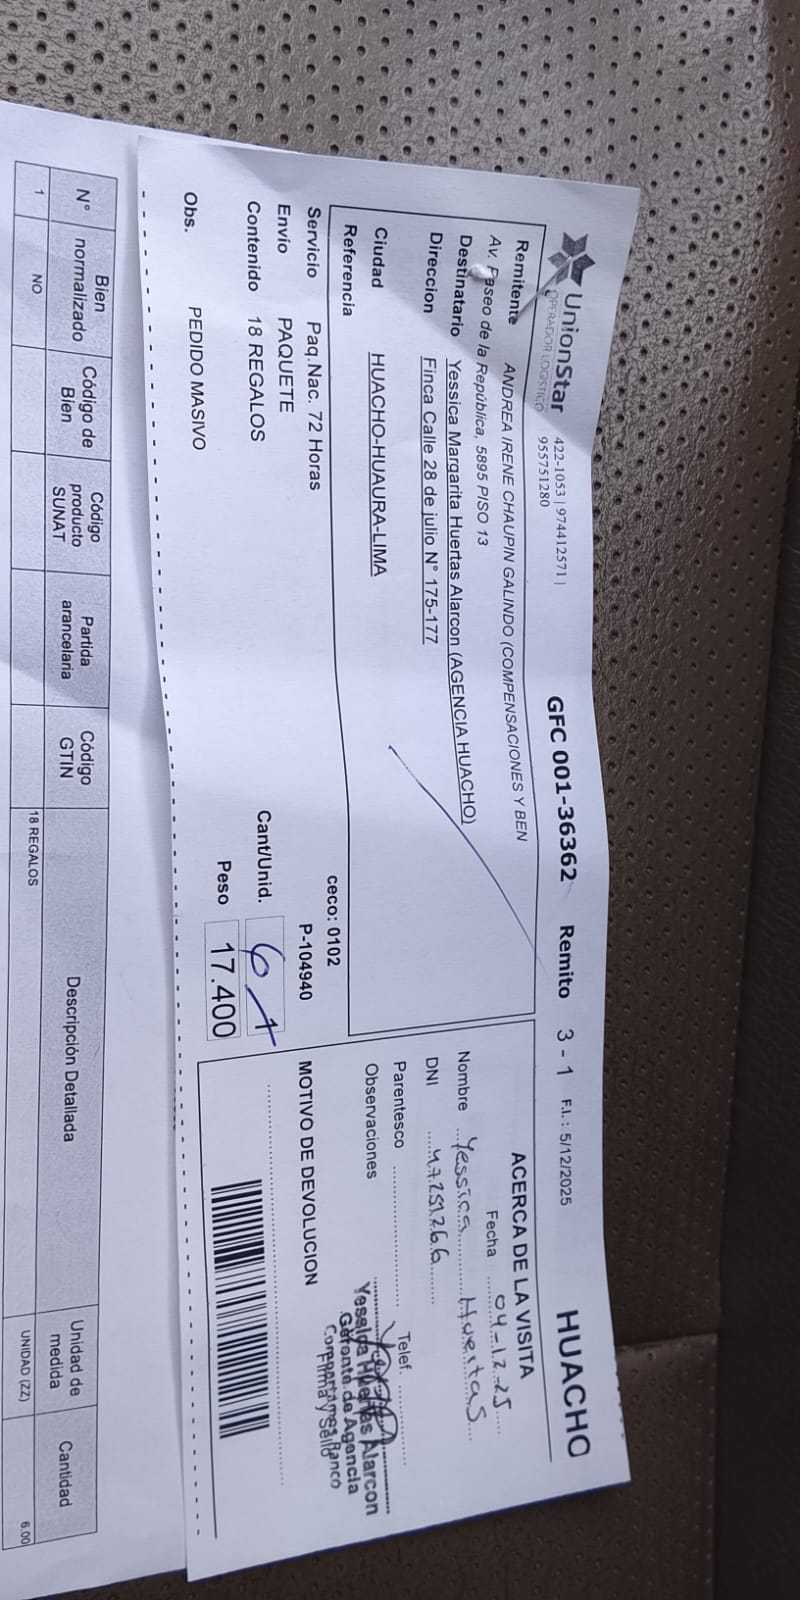 UnionStar
OPERADOR LOGISTICO
422-1053 | 974412571 |
955751280
GFC 001-36362 Remito 3 - 1 F.I.: 5/12/2025 HUACHO
Remitente ANDREA IRENE CHAUPIN GALINDO (COMPENSACIONES Y BEN
Av. Paseo de la República, 5895 PISO 13
Destinatario Yessica Margarita Huertas Alarcon (AGENCIA HUACHO)
Direccion Finca Calle 28 de julio N° 175-177
Ciudad HUACHO-HUAURA-LIMA
Referencia
ceco: 0102
Servicio Paq.Nac. 72 Horas P-104940
Envio PAQUETE
Contenido 18 REGALOS
Cant/Unid. 6
Peso 17.400
Obs. PEDIDO MASIVO
ACERCA DE LA VISITA
Fecha 04-12-25
Nombre Yessica Huertas
DNI 47251266
Parentesco Telef.
Observaciones
Yessica Huertas Alarcon
Gerente de Agencia
Compartamos Banco
Firma y Sello
MOTIVO DE DEVOLUCION
N° Bien normalizado Código de Bien Código producto SUNAT Partida arancelaria Código GTIN Descripción Detallada Unidad de medida Cantidad
1 NO 18 REGALOS UNIDAD (ZZ) 6.00